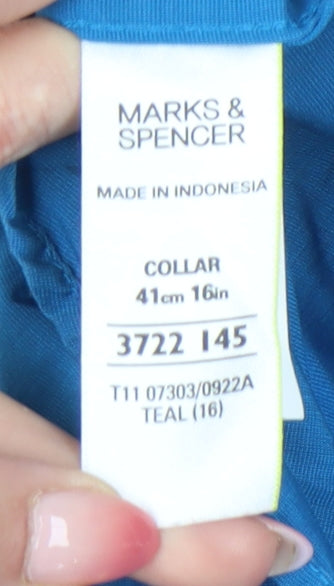 MARKS &
SPENCER
MADE IN INDONESIA
COLLAR
41cm 16in
3722 145
T11 07303/0922A
TEAL (16)